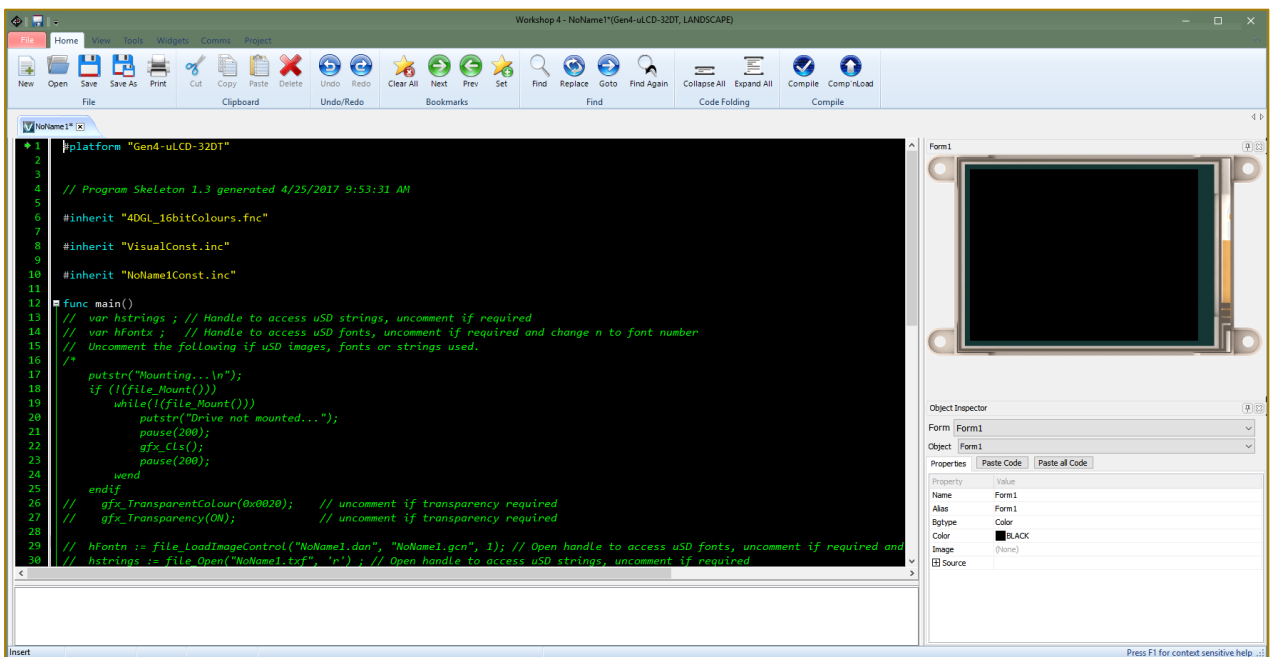 Workshop 4 - NoName1*(Gen4-uLCD-32DT, LANDSCAPE)
File Home View Tools Widgets Comms Project
New Open Save Save As Print Cut Copy Paste Delete Undo Redo Clear All Next Prev Set Find Replace Goto Find Again Collapse All Expand All Compile Comp'nLoad
File Clipboard Undo/Redo Bookmarks Find Code Folding Compile
NoName1*
1 #platform "Gen4-uLCD-32DT"
2
3
4 // Program Skeleton 1.3 generated 4/25/2017 9:53:31 AM
5
6 #inherit "4DGL_16bitColours.fnc"
7
8 #inherit "VisualConst.inc"
9
10 #inherit "NoName1Const.inc"
11
12 func main()
13 //  var hstrings ; // Handle to access uSD strings, uncomment if required
14 //  var hFontx ;   // Handle to access uSD fonts, uncomment if required and change n to font number
15 //  Uncomment the following if uSD images, fonts or strings used.
16 /*
17     putstr("Mounting...\n");
18     if (!(file_Mount()))
19         while(!(file_Mount()))
20             putstr("Drive not mounted...");
21             pause(200);
22             gfx_Cls();
23             pause(200);
24         wend
25     endif
26 //   gfx_TransparentColour(0x0020);   // uncomment if transparency required
27 //   gfx_Transparency(ON);            // uncomment if transparency required
28
29 //  hFontn := file_LoadImageControl("NoName1.dan", "NoName1.gcn", 1); // Open handle to access uSD fonts, uncomment if required and
30 //  hstrings := file_Open("NoName1.txf", 'r') ; // Open handle to access uSD strings, uncomment if required
Form1
Object Inspector
Form Form1
Object Form1
Properties Paste Code Paste all Code
Property Value
Name Form1
Alias Form1
Bgtype Color
Color BLACK
Image (None)
Source
Insert
Press F1 for context sensitive help